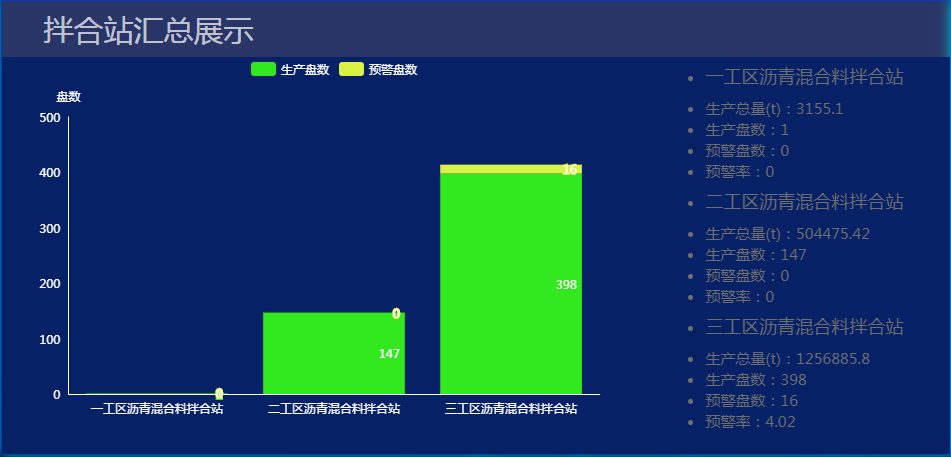 拌合站汇总展示
生产盘数 预警盘数
盘数
500
400
300
200
100
0
0
0
147
16
398
一工区沥青混合料拌合站 二工区沥青混合料拌合站 三工区沥青混合料拌合站
一工区沥青混合料拌合站
生产总量(t)：3155.1
生产盘数：1
预警盘数：0
预警率：0
二工区沥青混合料拌合站
生产总量(t)：504475.42
生产盘数：147
预警盘数：0
预警率：0
三工区沥青混合料拌合站
生产总量(t)：1256885.8
生产盘数：398
预警盘数：16
预警率：4.02